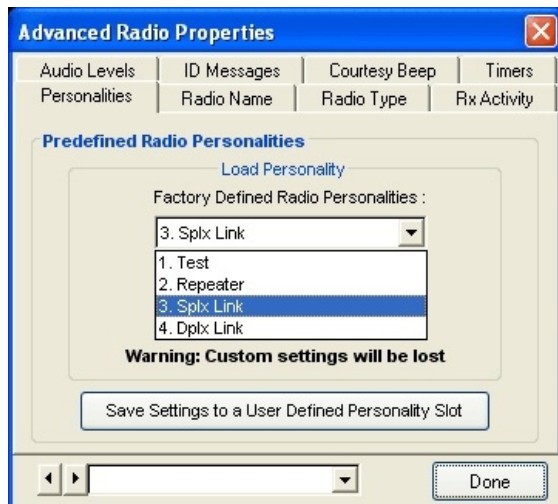 Advanced Radio Properties
Audio Levels ID Messages Courtesy Beep Timers
Personalities Radio Name Radio Type Rx Activity
Predefined Radio Personalities
Load Personality
Factory Defined Radio Personalities :
3. Splx Link
1. Test
2. Repeater
3. Splx Link
4. Dplx Link
Warning: Custom settings will be lost
Save Settings to a User Defined Personality Slot
Done